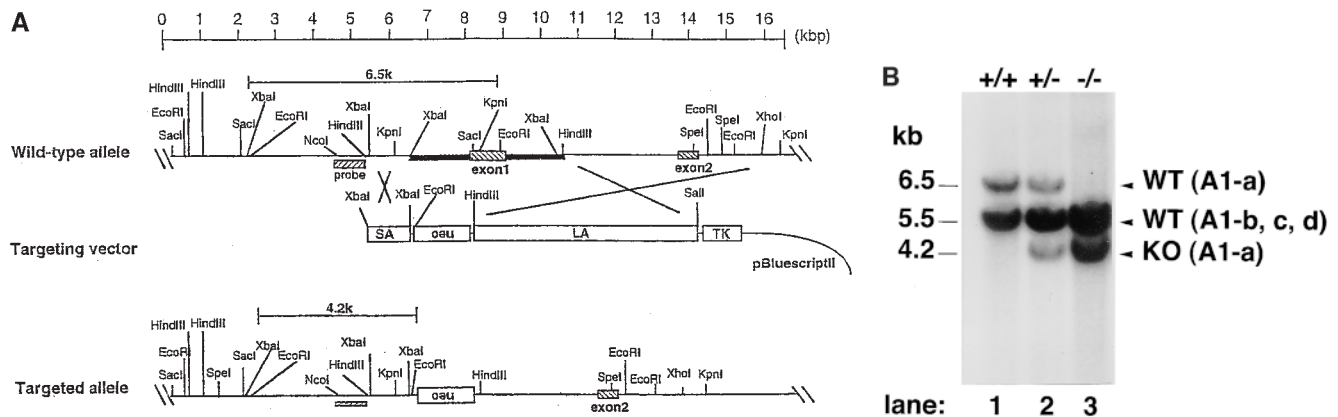 A
0 1 2 3 4 5 6 7 8 9 10 11 12 13 14 15 16 (kbp)
6.5k
HindIII HindIII XbaI XbaI XbaI KpnI XbaI EcoRI XhoI
EcoRI SacI EcoRI HindIII KpnI SacI EcoRI HindIII SpeI SpeI EcoRI KpnI
SacI NcoI
Wild-type allele
probe exon1 exon2
XbaI XbaI EcoRI HindIII SalI
Targeting vector SA neo LA TK
pBluescriptII
4.2k
HindIII HindIII XbaI XbaI XbaI EcoRI
EcoRI SacI EcoRI HindIII KpnI EcoRI HindIII SpeI EcoRI XhoI KpnI
SacI SpeI NcoI
Targeted allele neo
exon2
B
+/+ +/- -/-
kb
6.5 WT (A1-a)
5.5 WT (A1-b, c, d)
4.2 KO (A1-a)
lane: 1 2 3